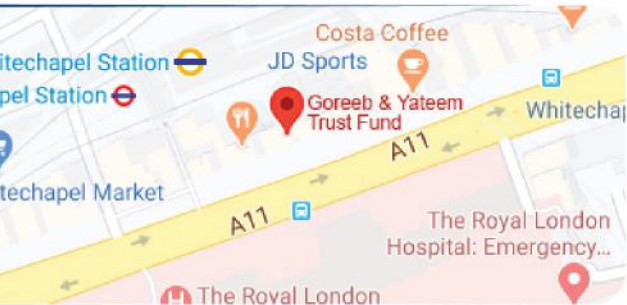 Costa Coffee
itechapel Station
JD Sports
pel Station
Goreeb & Yateem
Trust Fund
Whitechap
A11
techapel Market
A11
The Royal London
Hospital: Emergency...
H
The Royal London